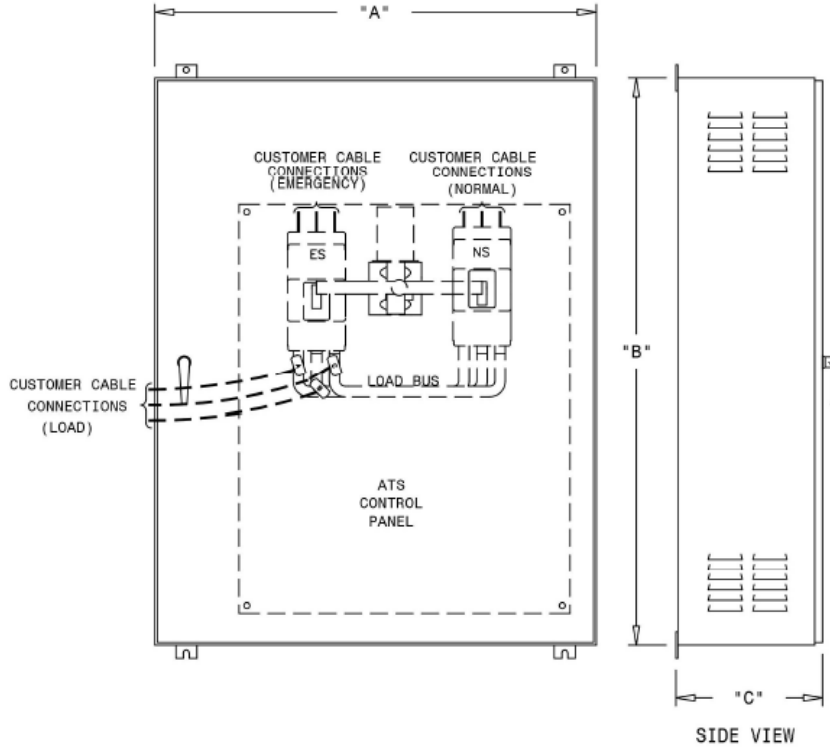 "A"
CUSTOMER CABLE
CONNECTIONS
(EMERGENCY)
CUSTOMER CABLE
CONNECTIONS
(NORMAL)
ES
NS
"B"
LOAD BUS
CUSTOMER CABLE
CONNECTIONS
(LOAD)
ATS
CONTROL
PANEL
"C"
SIDE VIEW